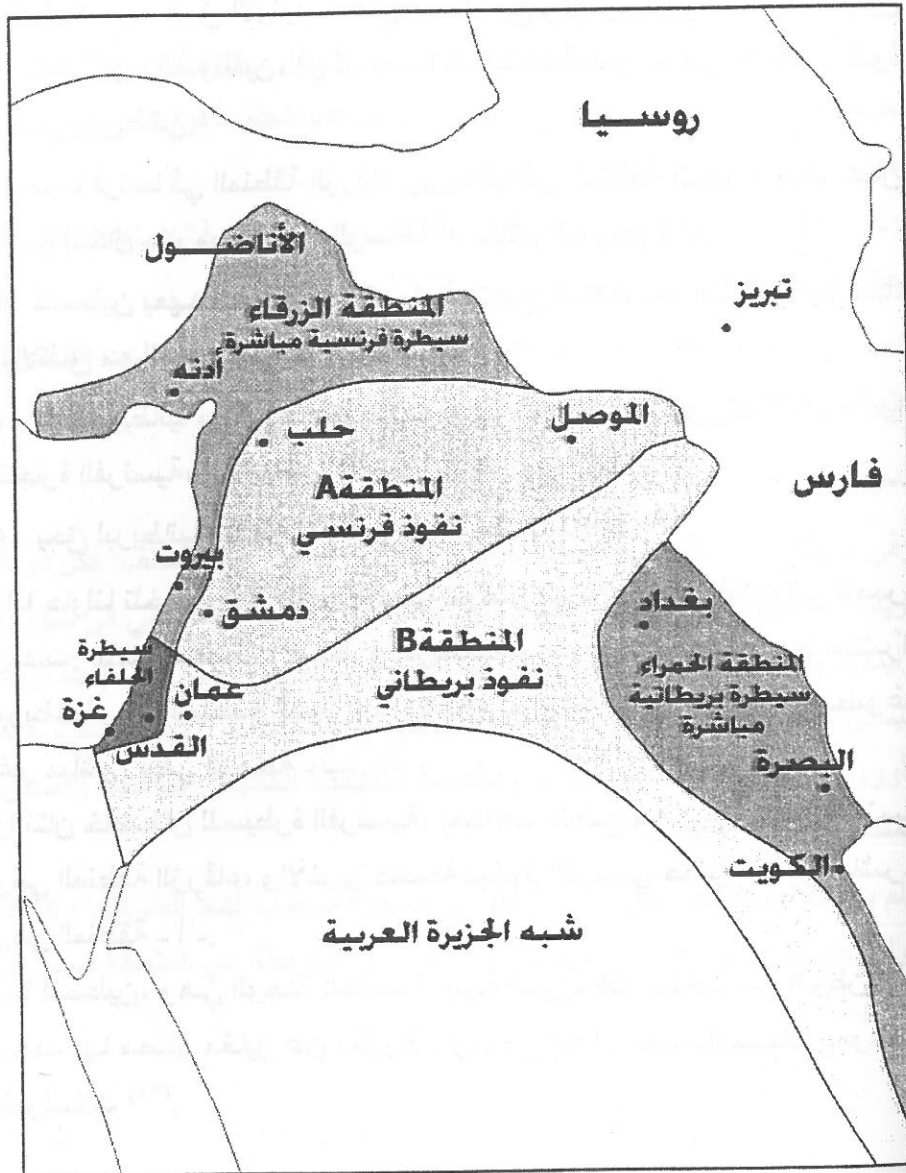 روسيا
الأناضول
المنطقة الزرقاء
سيطرة فرنسية مباشرة
تبريز
أدنه
الموصل
حلب
فارس
المنطقة A
نفوذ فرنسي
بيروت
بغداد
دمشق
المنطقة B
نفوذ بريطاني
سيطرة
الحلفاء
المنطقة الحمراء
سيطرة بريطانية
مباشرة
عمان
غزة
القدس
البصرة
الكويت
شبه الجزيرة العربية